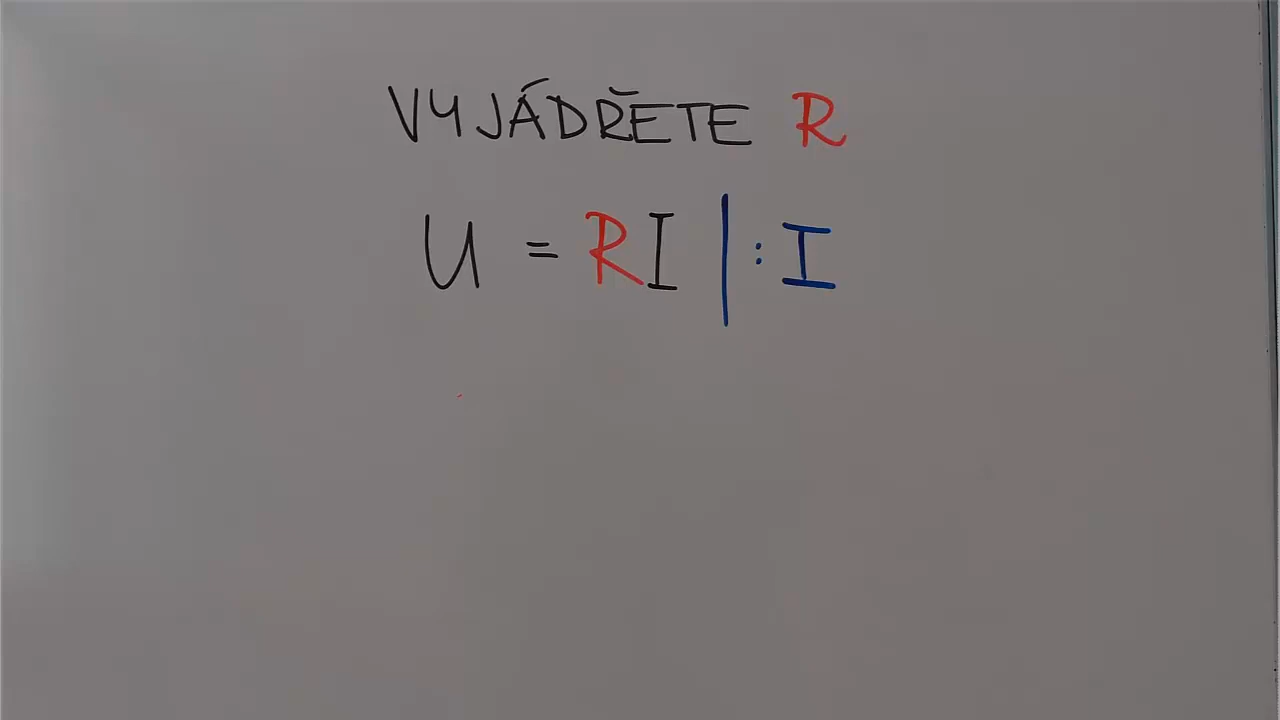 VYJÁDŘETE R
U = RI | : I